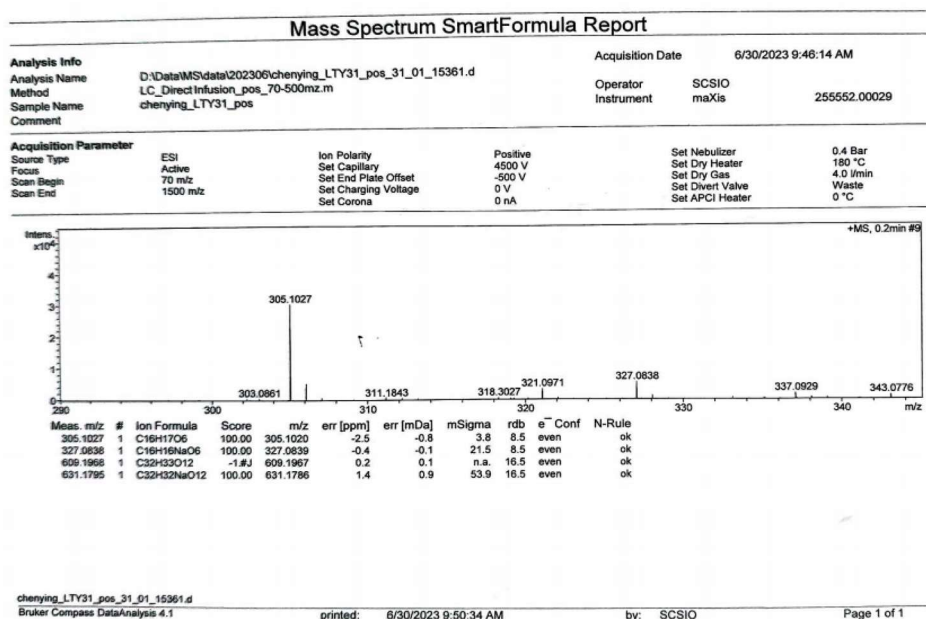 Mass Spectrum SmartFormula Report
Analysis Info
Acquisition Date 6/30/2023 9:46:14 AM
Analysis Name D:\Data\MS\data\202306\chenying_LTY31_pos_31_01_15361.d
Method LC_Direct Infusion_pos_70-500mz.m
Operator SCSIO
Sample Name chenying_LTY31_pos
Instrument maXis 255552.00029
Comment
Acquisition Parameter
Source Type ESI Ion Polarity Positive Set Nebulizer 0.4 Bar
Focus Active Set Capillary 4500 V Set Dry Heater 180 °C
Scan Begin 70 m/z Set End Plate Offset -500 V Set Dry Gas 4.0 l/min
Scan End 1500 m/z Set Charging Voltage 0 V Set Divert Valve Waste
Set Corona 0 nA Set APCI Heater 0 °C
Intens. +MS, 0.2min #9
x10⁴
4
305.1027
3
2
1
303.0861 311.1843 318.3027 321.0971 327.0838 337.0929 343.0776
0
290 300 310 320 330 340 m/z
Meas. m/z # Ion Formula Score m/z err [ppm] err [mDa] mSigma rdb e⁻ Conf N-Rule
305.1027 1 C16H17O6 100.00 305.1020 -2.5 -0.8 3.8 8.5 even ok
327.0838 1 C16H16NaO6 100.00 327.0839 -0.4 -0.1 21.5 8.5 even ok
609.1968 1 C32H33O12 -1.#J 609.1967 0.2 0.1 n.a. 16.5 even ok
631.1795 1 C32H32NaO12 100.00 631.1786 1.4 0.9 53.9 16.5 even ok
chenying_LTY31_pos_31_01_15361.d
Bruker Compass DataAnalysis 4.1 printed: 6/30/2023 9:50:34 AM by: SCSIO Page 1 of 1